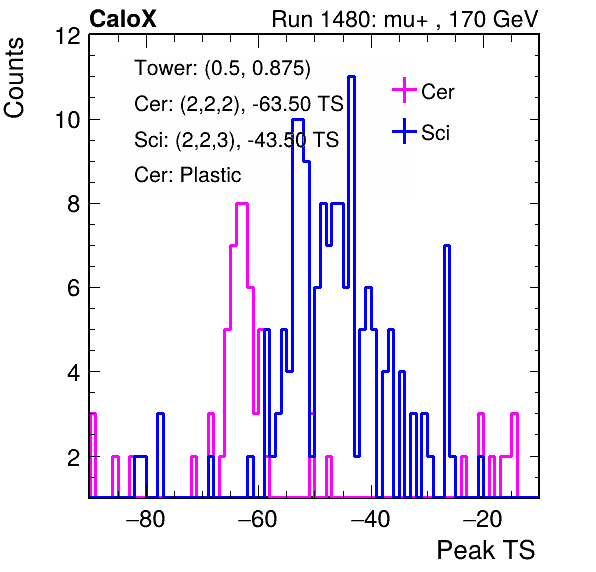 CaloX Run 1480: mu+ , 170 GeV
Counts
12
10
8
6
4
2
Tower: (0.5, 0.875)
Cer: (2,2,2), -63.50 TS
Sci: (2,2,3), -43.50 TS
Cer: Plastic
Cer
Sci
−80 −60 −40 −20
Peak TS